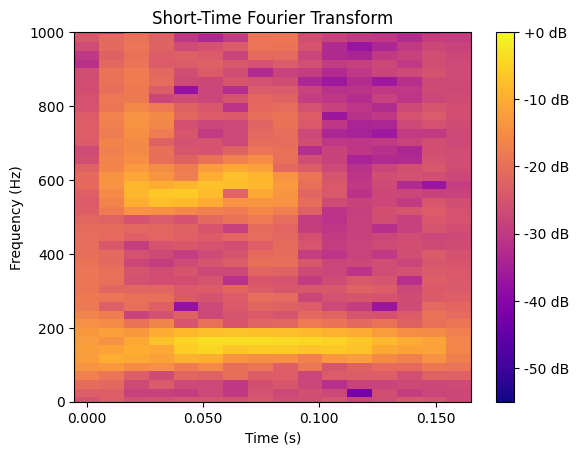 Short-Time Fourier Transform
1000
800
600
400
200
0
Frequency (Hz)
0.000
0.050
0.100
0.150
Time (s)
+0 dB
-10 dB
-20 dB
-30 dB
-40 dB
-50 dB